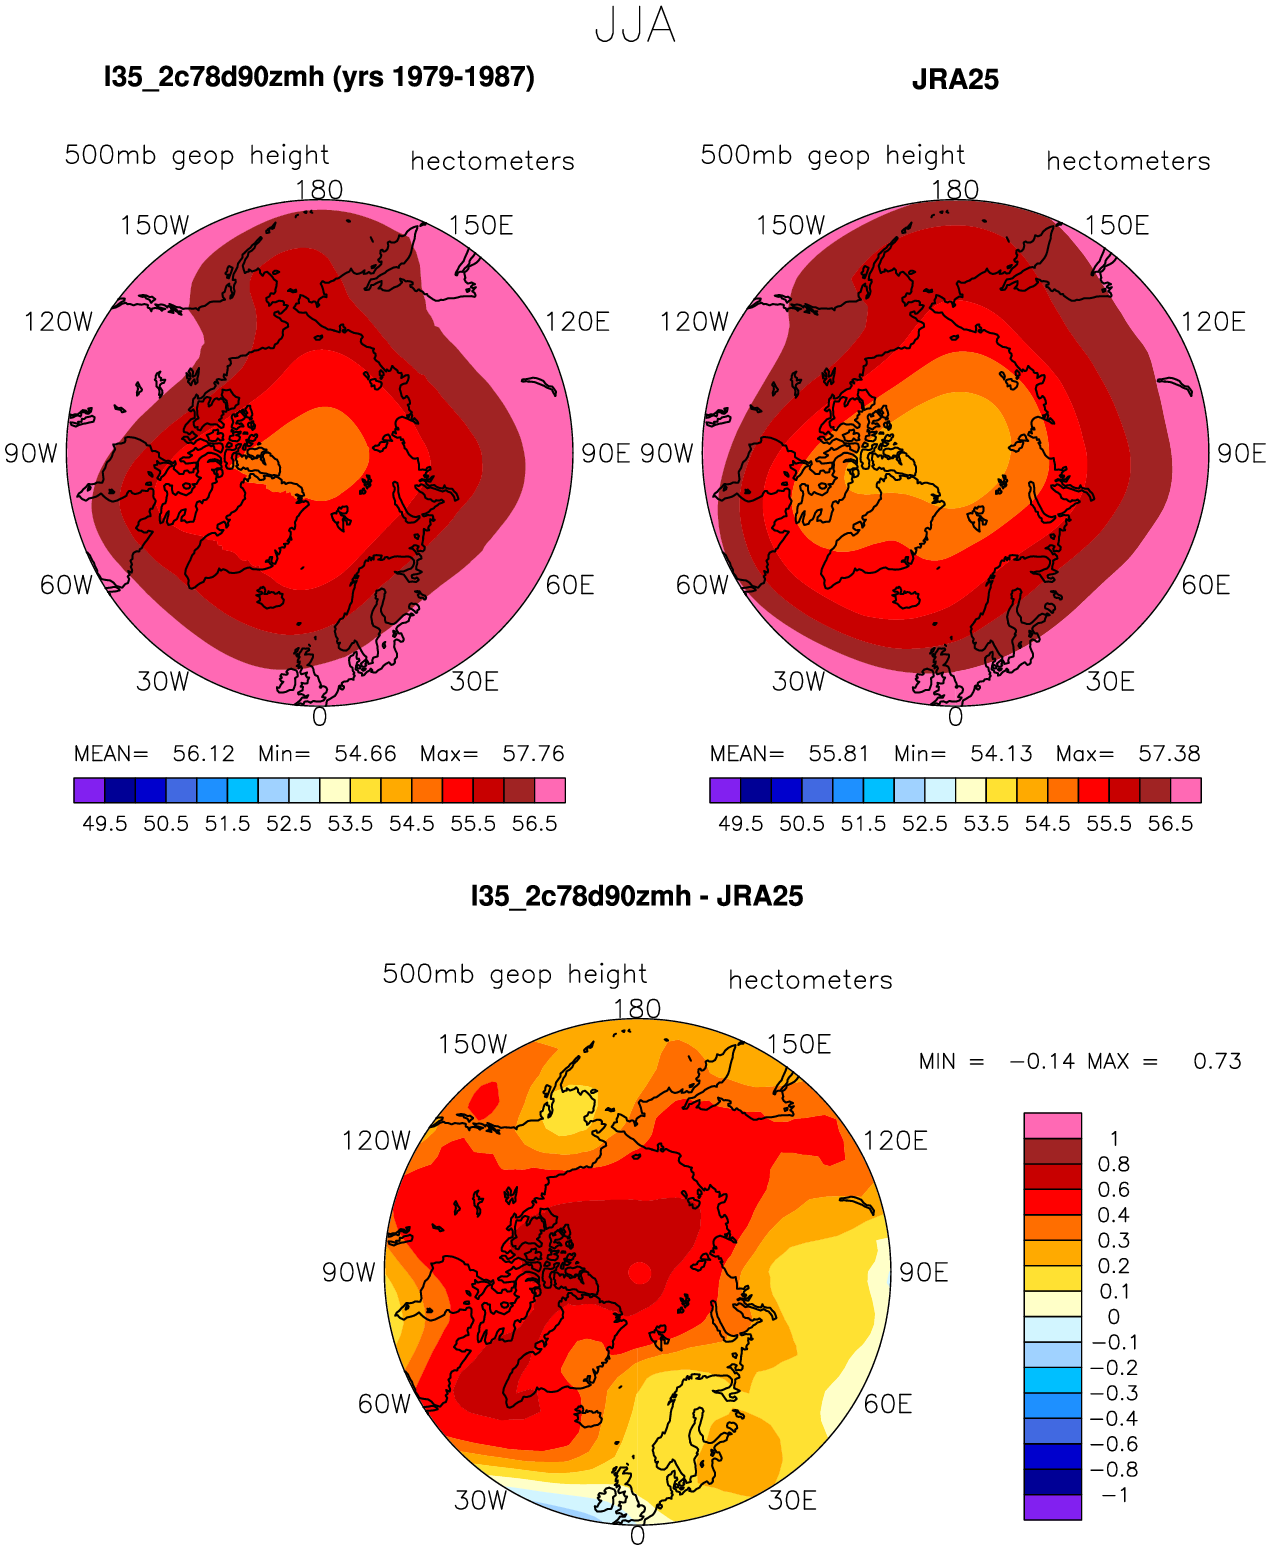 JJA
I35_2c78d90zmh (yrs 1979-1987)
JRA25
500mb geop height hectometers
500mb geop height hectometers
180
150W 150E
120W 120E
90W 90E
60W 60E
30W 30E
0
180
150W 150E
120W 120E
90W 90E
60W 60E
30W 30E
0
MEAN= 56.12 Min= 54.66 Max= 57.76
49.5 50.5 51.5 52.5 53.5 54.5 55.5 56.5
MEAN= 55.81 Min= 54.13 Max= 57.38
49.5 50.5 51.5 52.5 53.5 54.5 55.5 56.5
I35_2c78d90zmh - JRA25
500mb geop height hectometers
180
150W 150E
120W 120E
90W 90E
60W 60E
30W 30E
0
MIN = -0.14 MAX = 0.73
1
0.8
0.6
0.4
0.3
0.2
0.1
0
-0.1
-0.2
-0.3
-0.4
-0.6
-0.8
-1